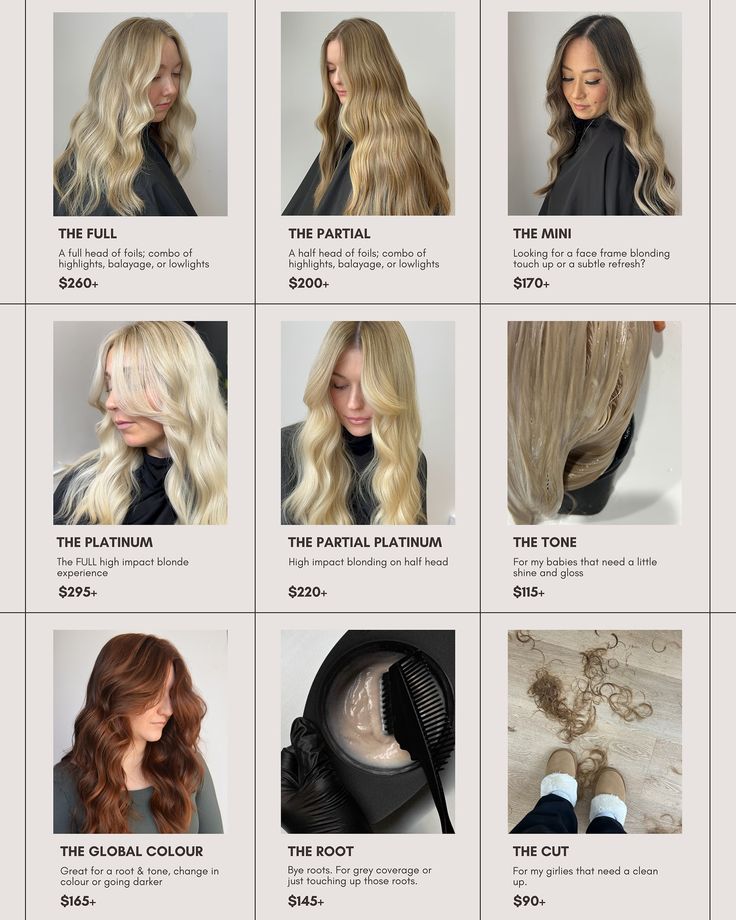 THE FULL
A full head of foils; combo of
highlights, balayage, or lowlights
$260+
THE PARTIAL
A half head of foils; combo of
highlights, balayage, or lowlights
$200+
THE MINI
Looking for a face frame blonding
touch up or a subtle refresh?
$170+
THE PLATINUM
The FULL high impact blonde
experience
$295+
THE PARTIAL PLATINUM
High impact blonding on half head
$220+
THE TONE
For my babies that need a little
shine and gloss
$115+
THE GLOBAL COLOUR
Great for a root & tone, change in
colour or going darker
$165+
THE ROOT
Bye roots. For grey coverage or
just touching up those roots.
$145+
THE CUT
For my girlies that need a clean
up.
$90+